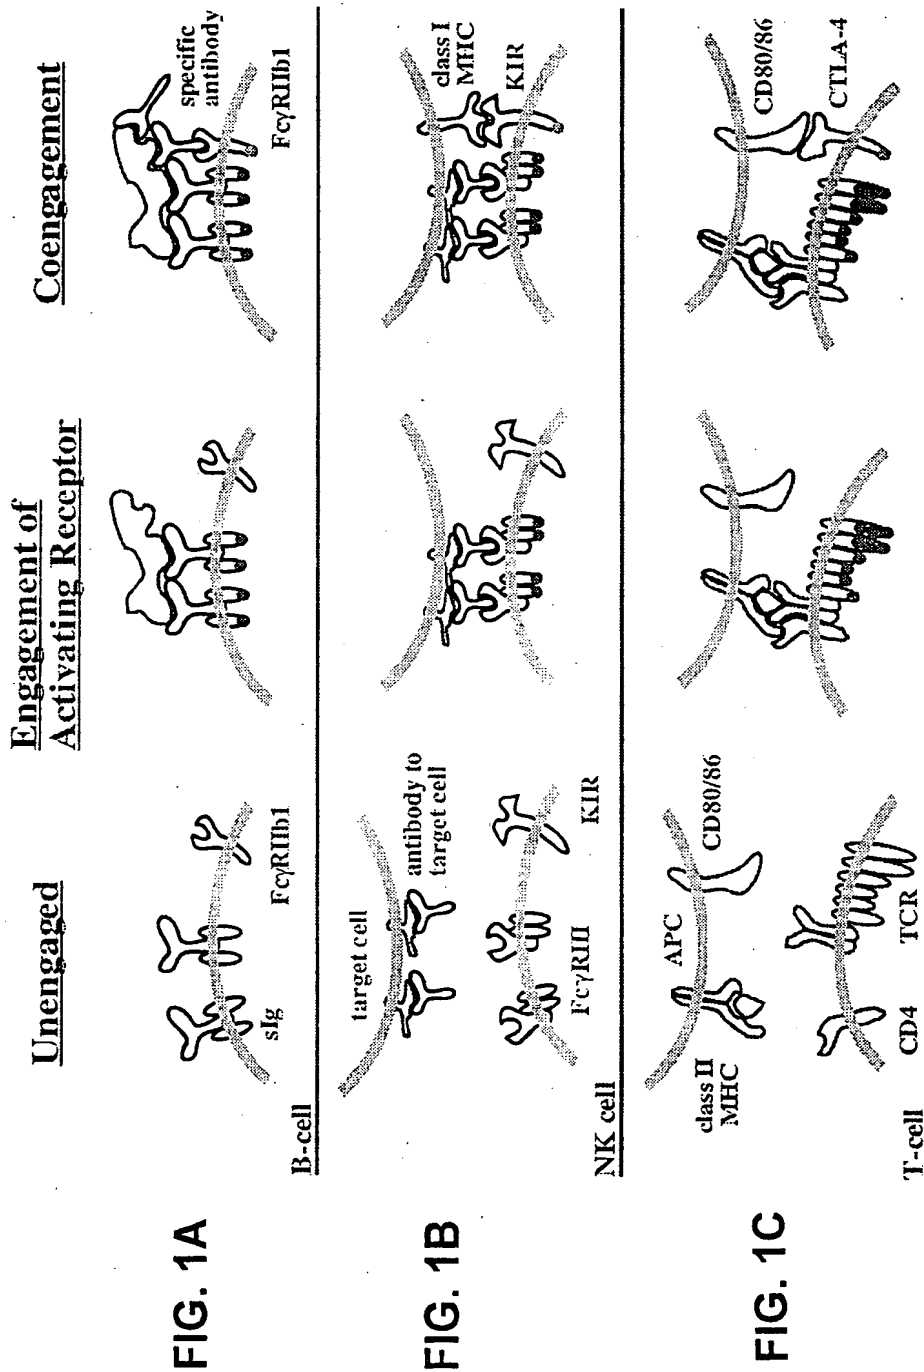 Unengaged
Engagement of
Activating Receptor
Coengagement
FIG. 1A
B-cell
sIg
FcγRIIb1
specific
antibody
FcγRIIb1
FIG. 1B
NK cell
target cell
antibody to
target cell
FcγRIII
KIR
class I
MHC
KIR
FIG. 1C
T-cell
class II
MHC
APC
CD80/86
CD4
TCR
CD80/86
CTLA-4